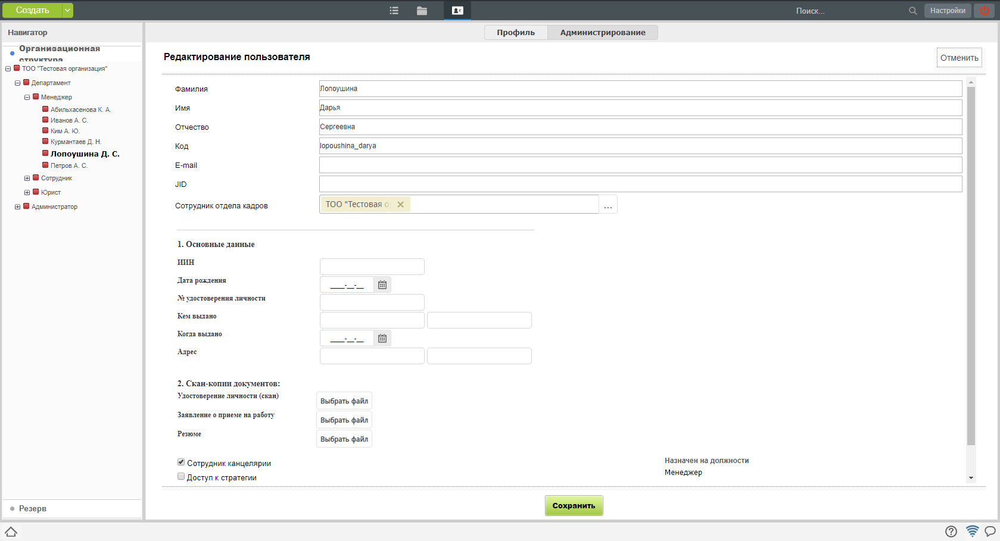 Создать
Поиск...
Настройки
Навигатор
Организационная
структура
ТОО "Тестовая организация"
Департамент
Менеджер
Абильхасенова К. А.
Иванов А. С.
Ким А. Ю.
Курмантаев Д. Н.
Лопоушина Д. С.
Петров А. С.
Сотрудник
Юрист
Администратор
Резерв
Профиль
Администрирование
Редактирование пользователя
Отменить
Фамилия
Лопоушина
Имя
Дарья
Отчество
Сергеевна
Код
lopoushina_darya
E-mail
JID
Сотрудник отдела кадров
ТОО "Тестовая о
...
1. Основные данные
ИИН
Дата рождения
____-__-__
№ удостоверения личности
Кем выдано
Когда выдано
____-__-__
Адрес
2. Скан-копии документов:
Удостоверение личности (скан)
Выбрать файл
Заявление о приеме на работу
Выбрать файл
Резюме
Выбрать файл
Сотрудник канцелярии
Доступ к стратегии
Назначен на должности
Менеджер
Сохранить